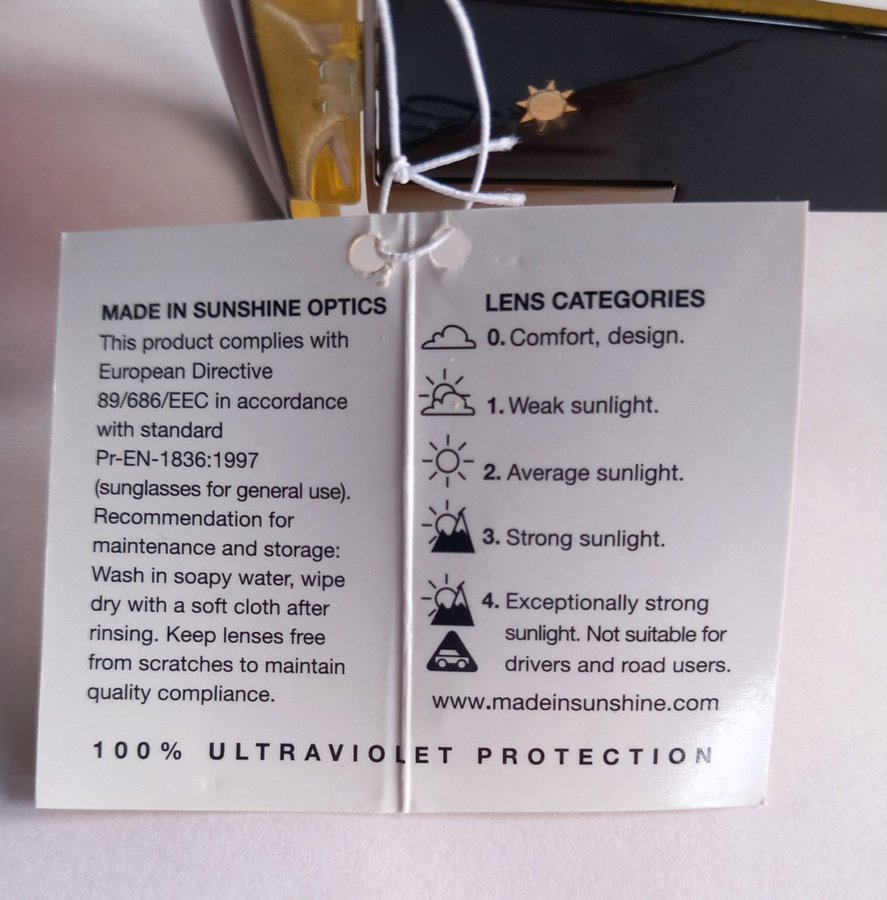 MADE IN SUNSHINE OPTICS
This product complies with
European Directive
89/686/EEC in accordance
with standard
Pr-EN-1836:1997
(sunglasses for general use).
Recommendation for
maintenance and storage:
Wash in soapy water, wipe
dry with a soft cloth after
rinsing. Keep lenses free
from scratches to maintain
quality compliance.
LENS CATEGORIES
0. Comfort, design.
1. Weak sunlight.
2. Average sunlight.
3. Strong sunlight.
4. Exceptionally strong
sunlight. Not suitable for
drivers and road users.
www.madeinsunshine.com
100% ULTRAVIOLET PROTECTION